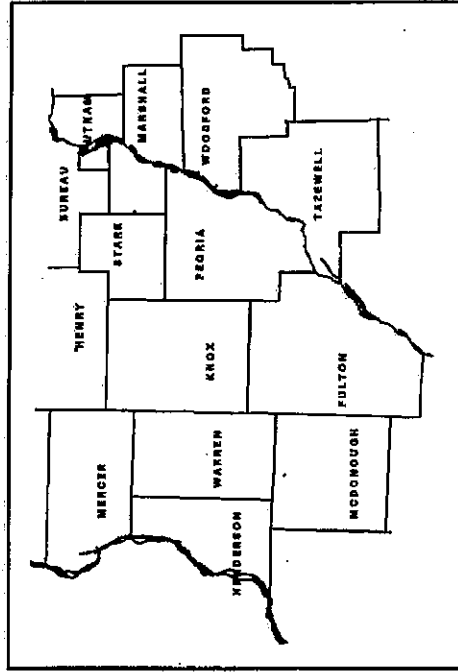 BUREAU
PUTNAM
HENRY
STARK
MARSHALL
MERCER
KNOX
PEORIA
WOODFORD
WARREN
HENDERSON
TAZEWELL
FULTON
MCDONOUGH